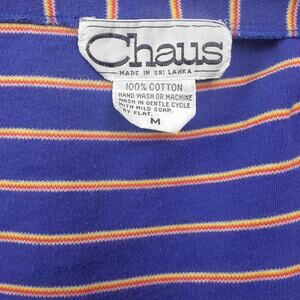 Chaus
MADE IN SRI LANKA
100% COTTON
HAND WASH OR MACHINE
WASH IN GENTLE CYCLE
WITH MILD SOAP.
DRY FLAT.
M